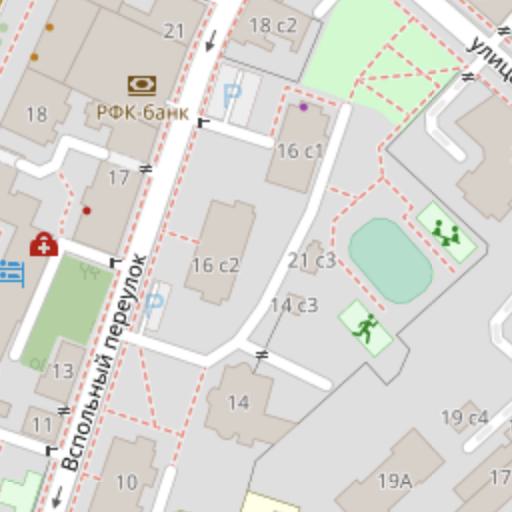 21
18 с2
улица
P
РФК-банк
18
16 с1
17
16 с2
21 с3
14 с3
P
Вспольный переулок
13
14
11
19 с4
10
19А
17